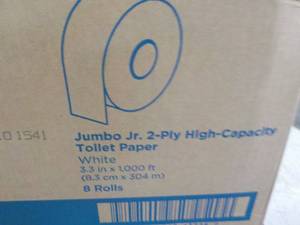 1541
Jumbo Jr. 2-Ply High-Capacity
Toilet Paper
White
3.3 in x 1,000 ft
(8.3 cm x 304 m)
8 Rolls